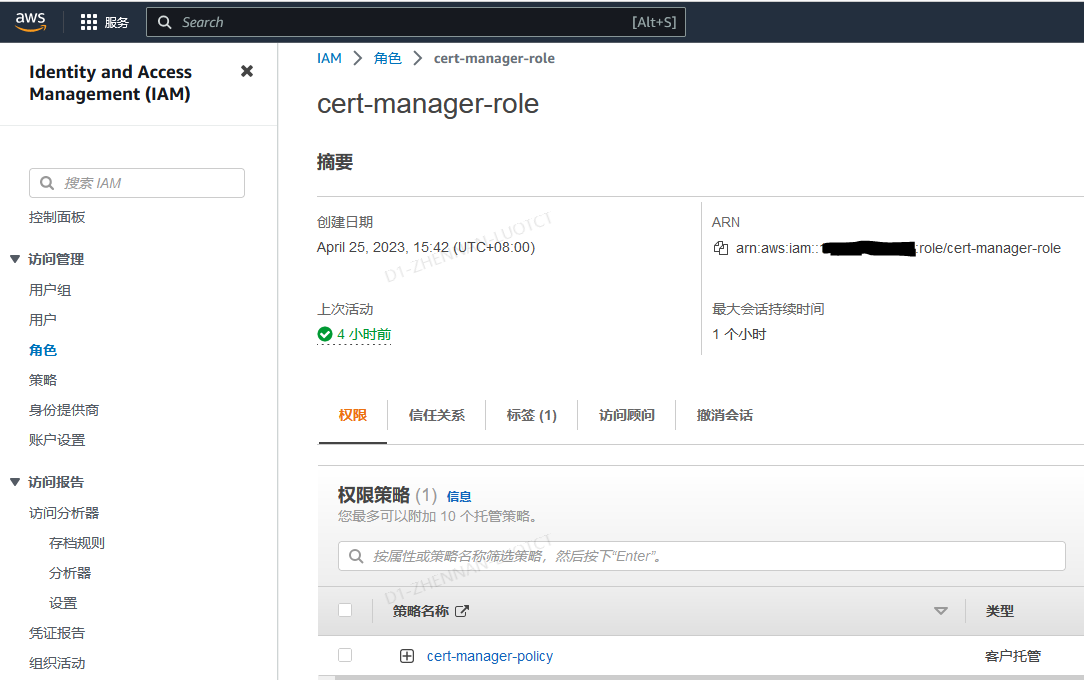 aws
服务
Search
[Alt+S]
Identity and Access
Management (IAM)
搜索 IAM
控制面板
访问管理
用户组
用户
角色
策略
身份提供商
账户设置
访问报告
访问分析器
存档规则
分析器
设置
凭证报告
组织活动
IAM
角色
cert-manager-role
cert-manager-role
摘要
创建日期
April 25, 2023, 15:42 (UTC+08:00)
ARN
arn:aws:iam::
:role/cert-manager-role
上次活动
4 小时前
最大会话持续时间
1 个小时
D1-ZHENNAN LUOTCT
权限
信任关系
标签 (1)
访问顾问
撤消会话
权限策略 (1) 信息
您最多可以附加 10 个托管策略。
按属性或策略名称筛选策略，然后按下“Enter”。
D1-ZHENNAN LUOTCT
策略名称
类型
cert-manager-policy
客户托管